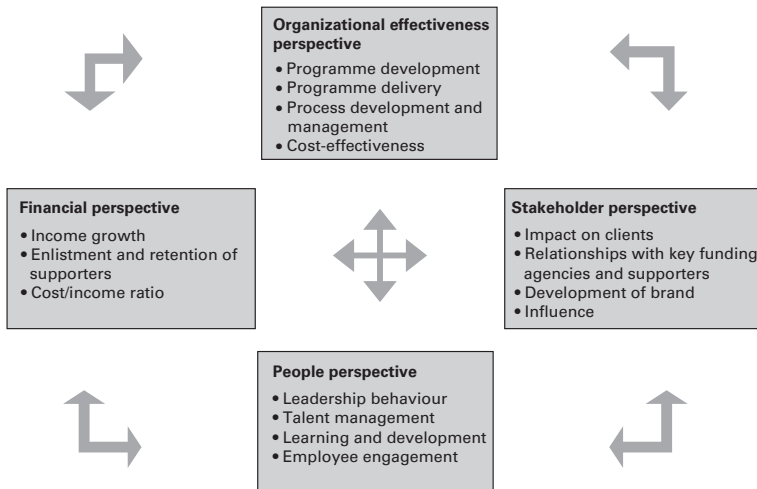 Organizational effectiveness
perspective
• Programme development
• Programme delivery
• Process development and
management
• Cost-effectiveness
Financial perspective
• Income growth
• Enlistment and retention of
supporters
• Cost/income ratio
Stakeholder perspective
• Impact on clients
• Relationships with key funding
agencies and supporters
• Development of brand
• Influence
People perspective
• Leadership behaviour
• Talent management
• Learning and development
• Employee engagement